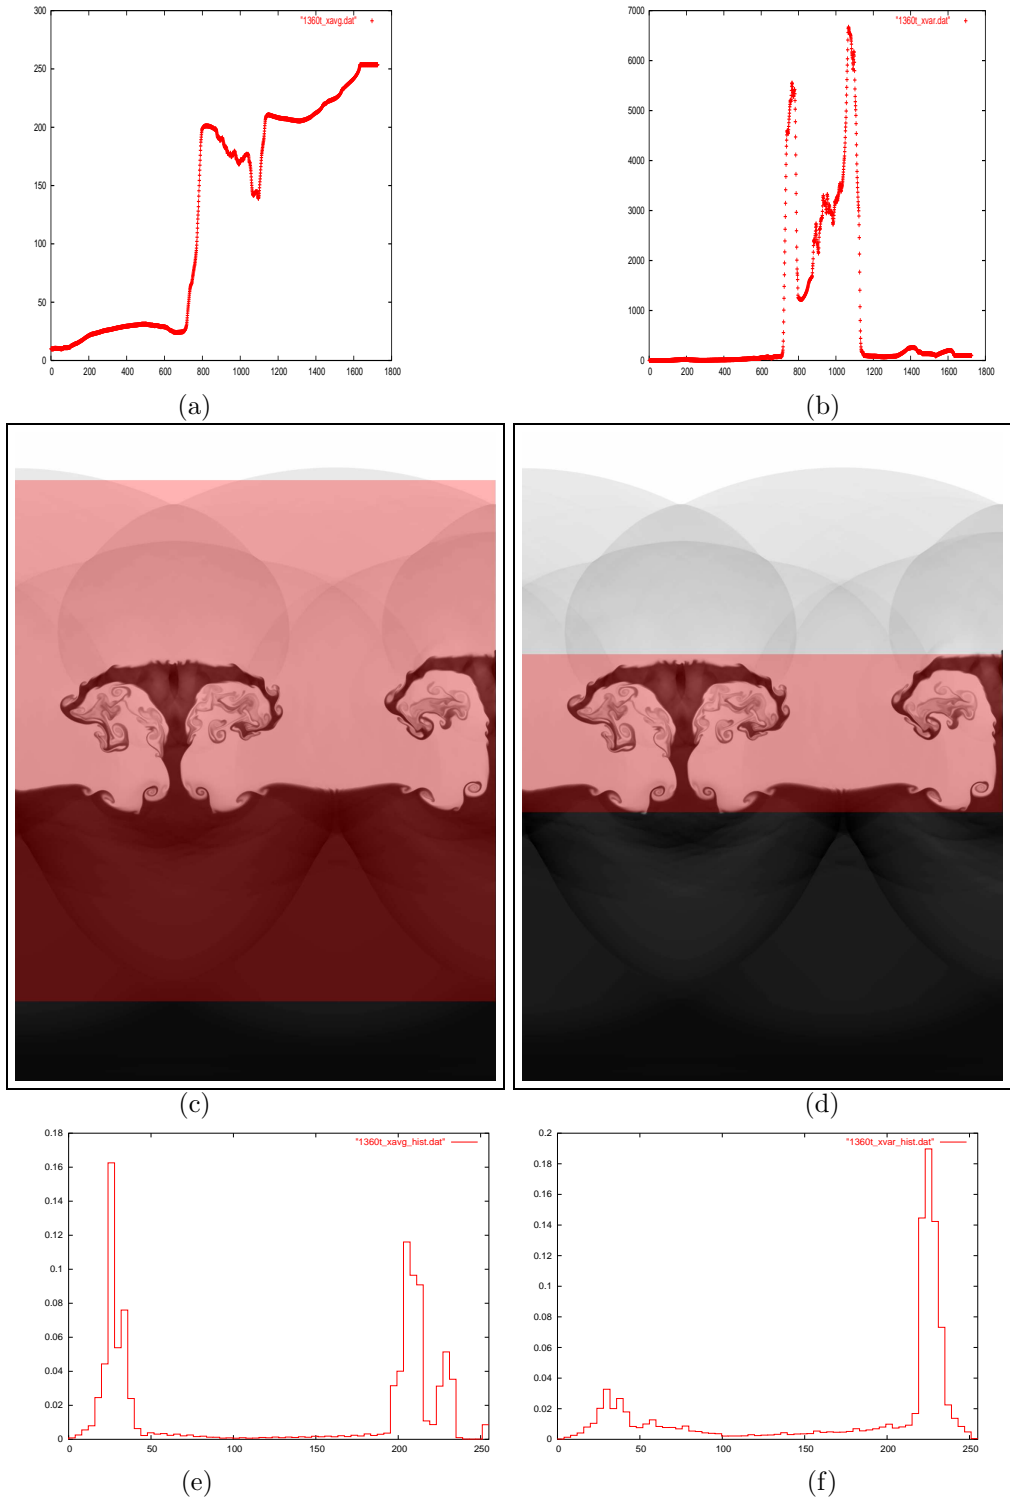 300
250
200
150
100
50
0
0 200 400 600 800 1000 1200 1400 1600 1800
"1360t_xavg.dat"
(a)
7000
6000
5000
4000
3000
2000
1000
0
0 200 400 600 800 1000 1200 1400 1600 1800
"1360t_xvar.dat"
(b)
(c)
(d)
0.18
0.16
0.14
0.12
0.1
0.08
0.06
0.04
0.02
0
0 50 100 150 200 250
"1360t_xavg_hist.dat"
(e)
0.2
0.18
0.16
0.14
0.12
0.1
0.08
0.06
0.04
0.02
0
0 50 100 150 200 250
"1360t_xvar_hist.dat"
(f)